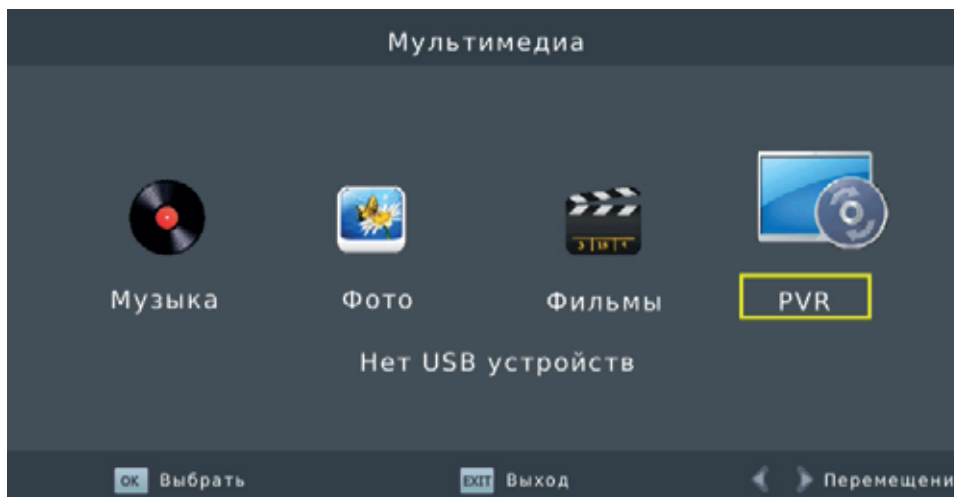 Мультимедиа
Музыка Фото Фильмы PVR
Нет USB устройств
OK Выбрать EXIT Выход Перемещени